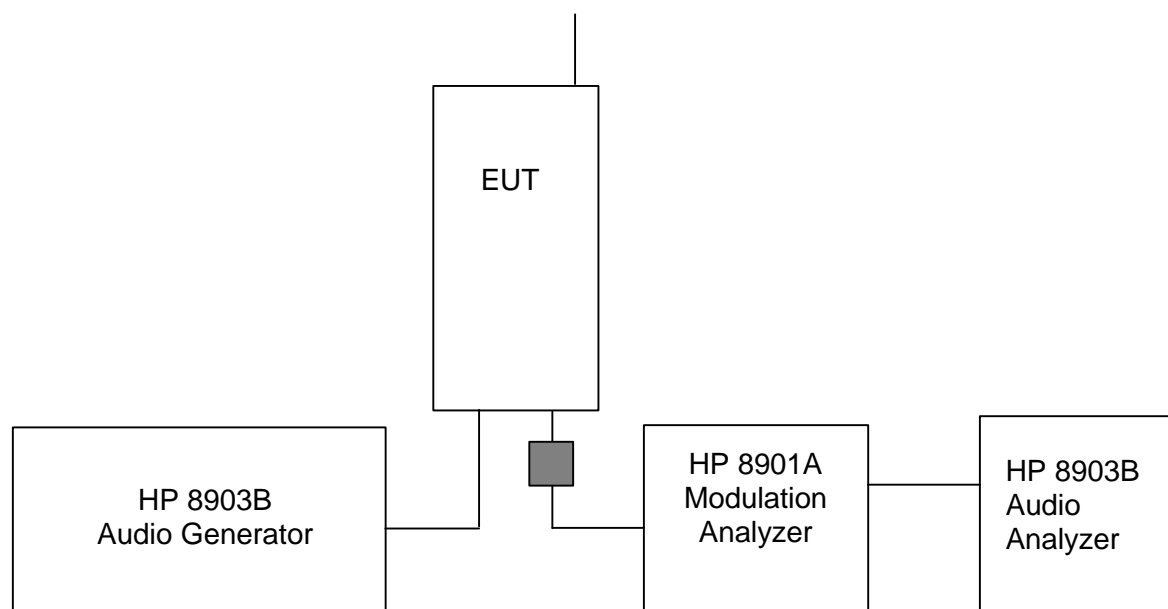 EUT
HP 8903B
Audio Generator
HP 8901A
Modulation
Analyzer
HP 8903B
Audio
Analyzer